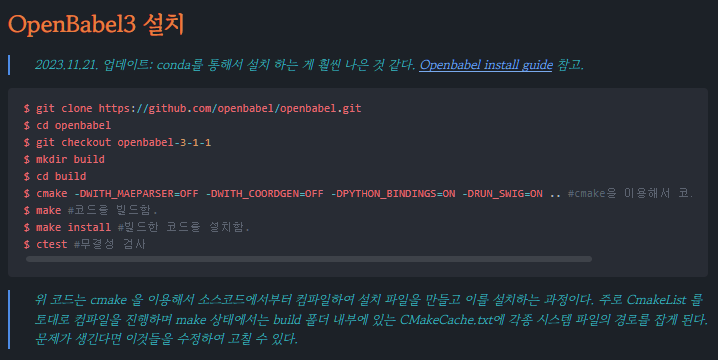 OpenBabel3 설치
2023.11.21. 업데이트: conda를 통해서 설치 하는 게 훨씬 나은 것 같다. Openbabel install guide 참고.
$ git clone https://github.com/openbabel/openbabel.git
$ cd openbabel
$ git checkout openbabel-3-1-1
$ mkdir build
$ cd build
$ cmake -DWITH_MAEPARSER=OFF -DWITH_COORDGEN=OFF -DPYTHON_BINDINGS=ON -DRUN_SWIG=ON .. #cmake을 이용해서 코
$ make #코드를 빌드함.
$ make install #빌드한 코드를 설치함.
$ ctest #무결성 검사
위 코드는 cmake 을 이용해서 소스코드에서부터 컴파일하여 설치 파일을 만들고 이를 설치하는 과정이다. 주로 CmakeList 를
토대로 컴파일을 진행하며 make 상태에서는 build 폴더 내부에 있는 CMakeCache.txt에 각종 시스템 파일의 경로를 잡게 된다.
문제가 생긴다면 이것들을 수정하여 고칠 수 있다.